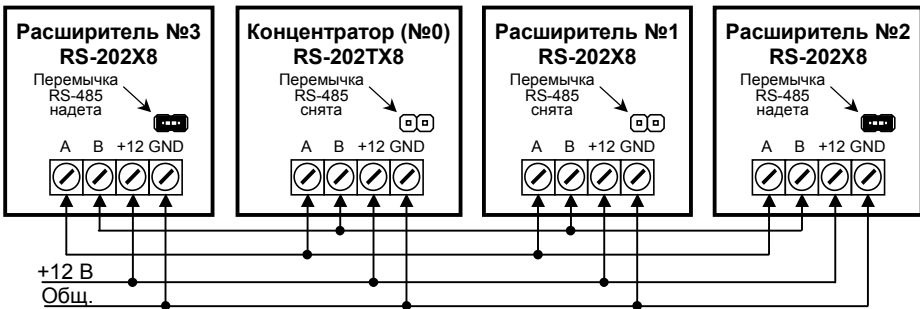 Расширитель №3
RS-202X8
Перемычка
RS-485
надета
A B +12 GND
Концентратор (№0)
RS-202TX8
Перемычка
RS-485
снята
A B +12 GND
Расширитель №1
RS-202X8
Перемычка
RS-485
снята
A B +12 GND
Расширитель №2
RS-202X8
Перемычка
RS-485
надета
A B +12 GND
+12 В
Общ.